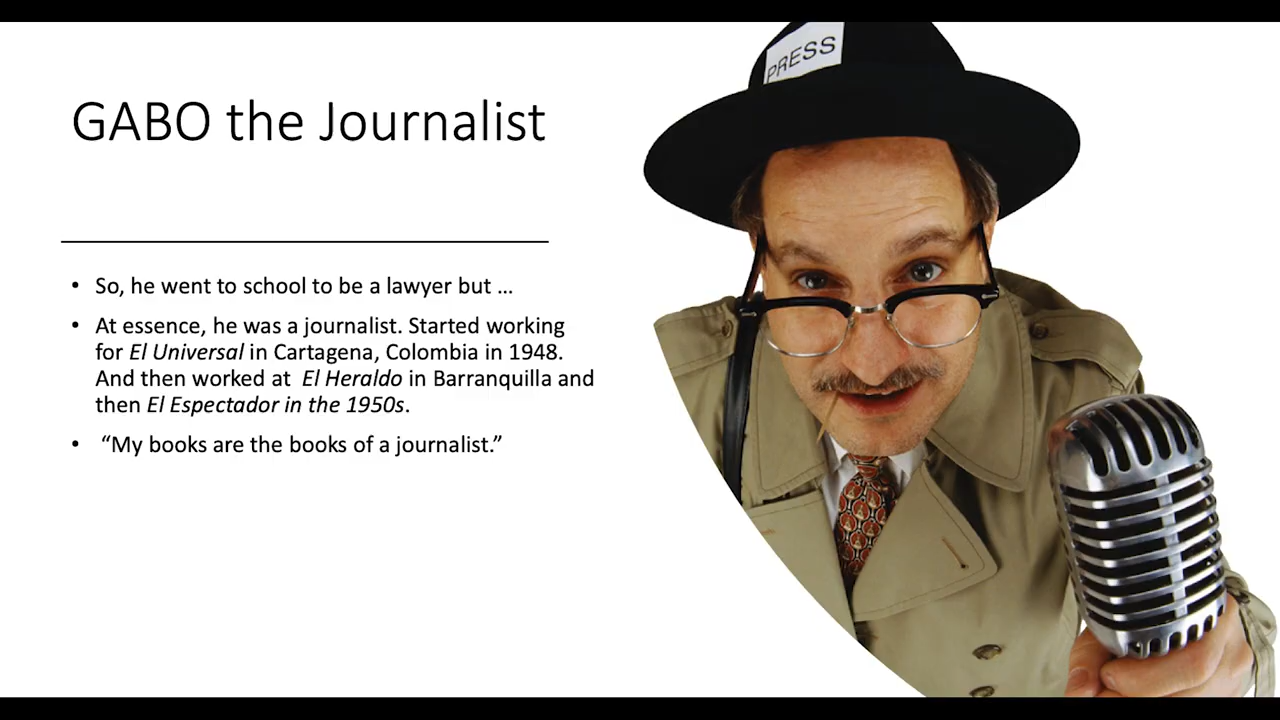 PRESS
GABO the Journalist
• So, he went to school to be a lawyer but …
• At essence, he was a journalist. Started working
for El Universal in Cartagena, Colombia in 1948.
And then worked at El Heraldo in Barranquilla and
then El Espectador in the 1950s.
• “My books are the books of a journalist.”